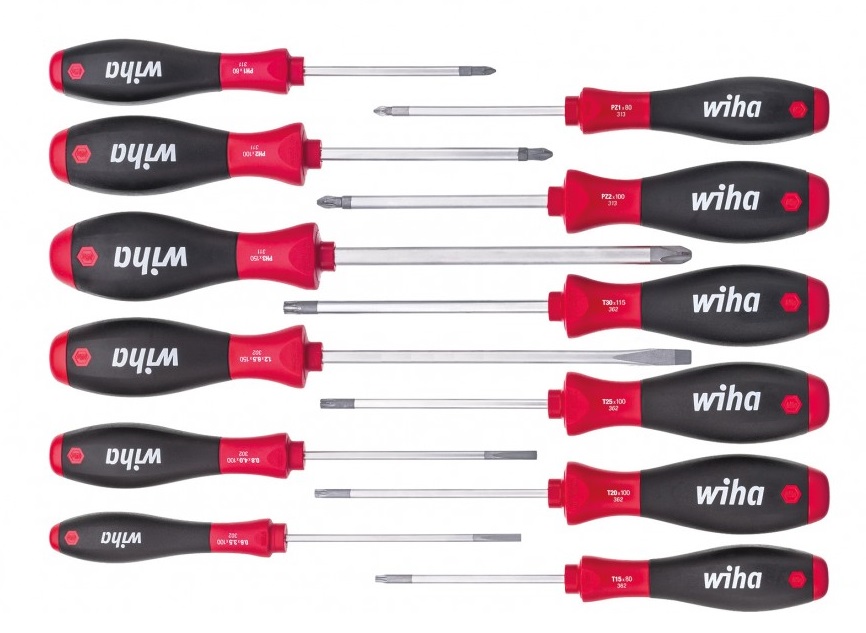 wiha
PH1 x 80
311
wiha
PZ1 x 80
313
wiha
PH2 x 100
311
wiha
PZ2 x 100
313
wiha
PH3 x 150
311
wiha
T30 x 115
362
wiha
1,2 x 6,5 x 150
302
wiha
T25 x 100
362
wiha
0,8 x 4,0 x 100
302
wiha
T20 x 100
362
wiha
0,6 x 3,5 x 100
302
wiha
T15 x 80
362